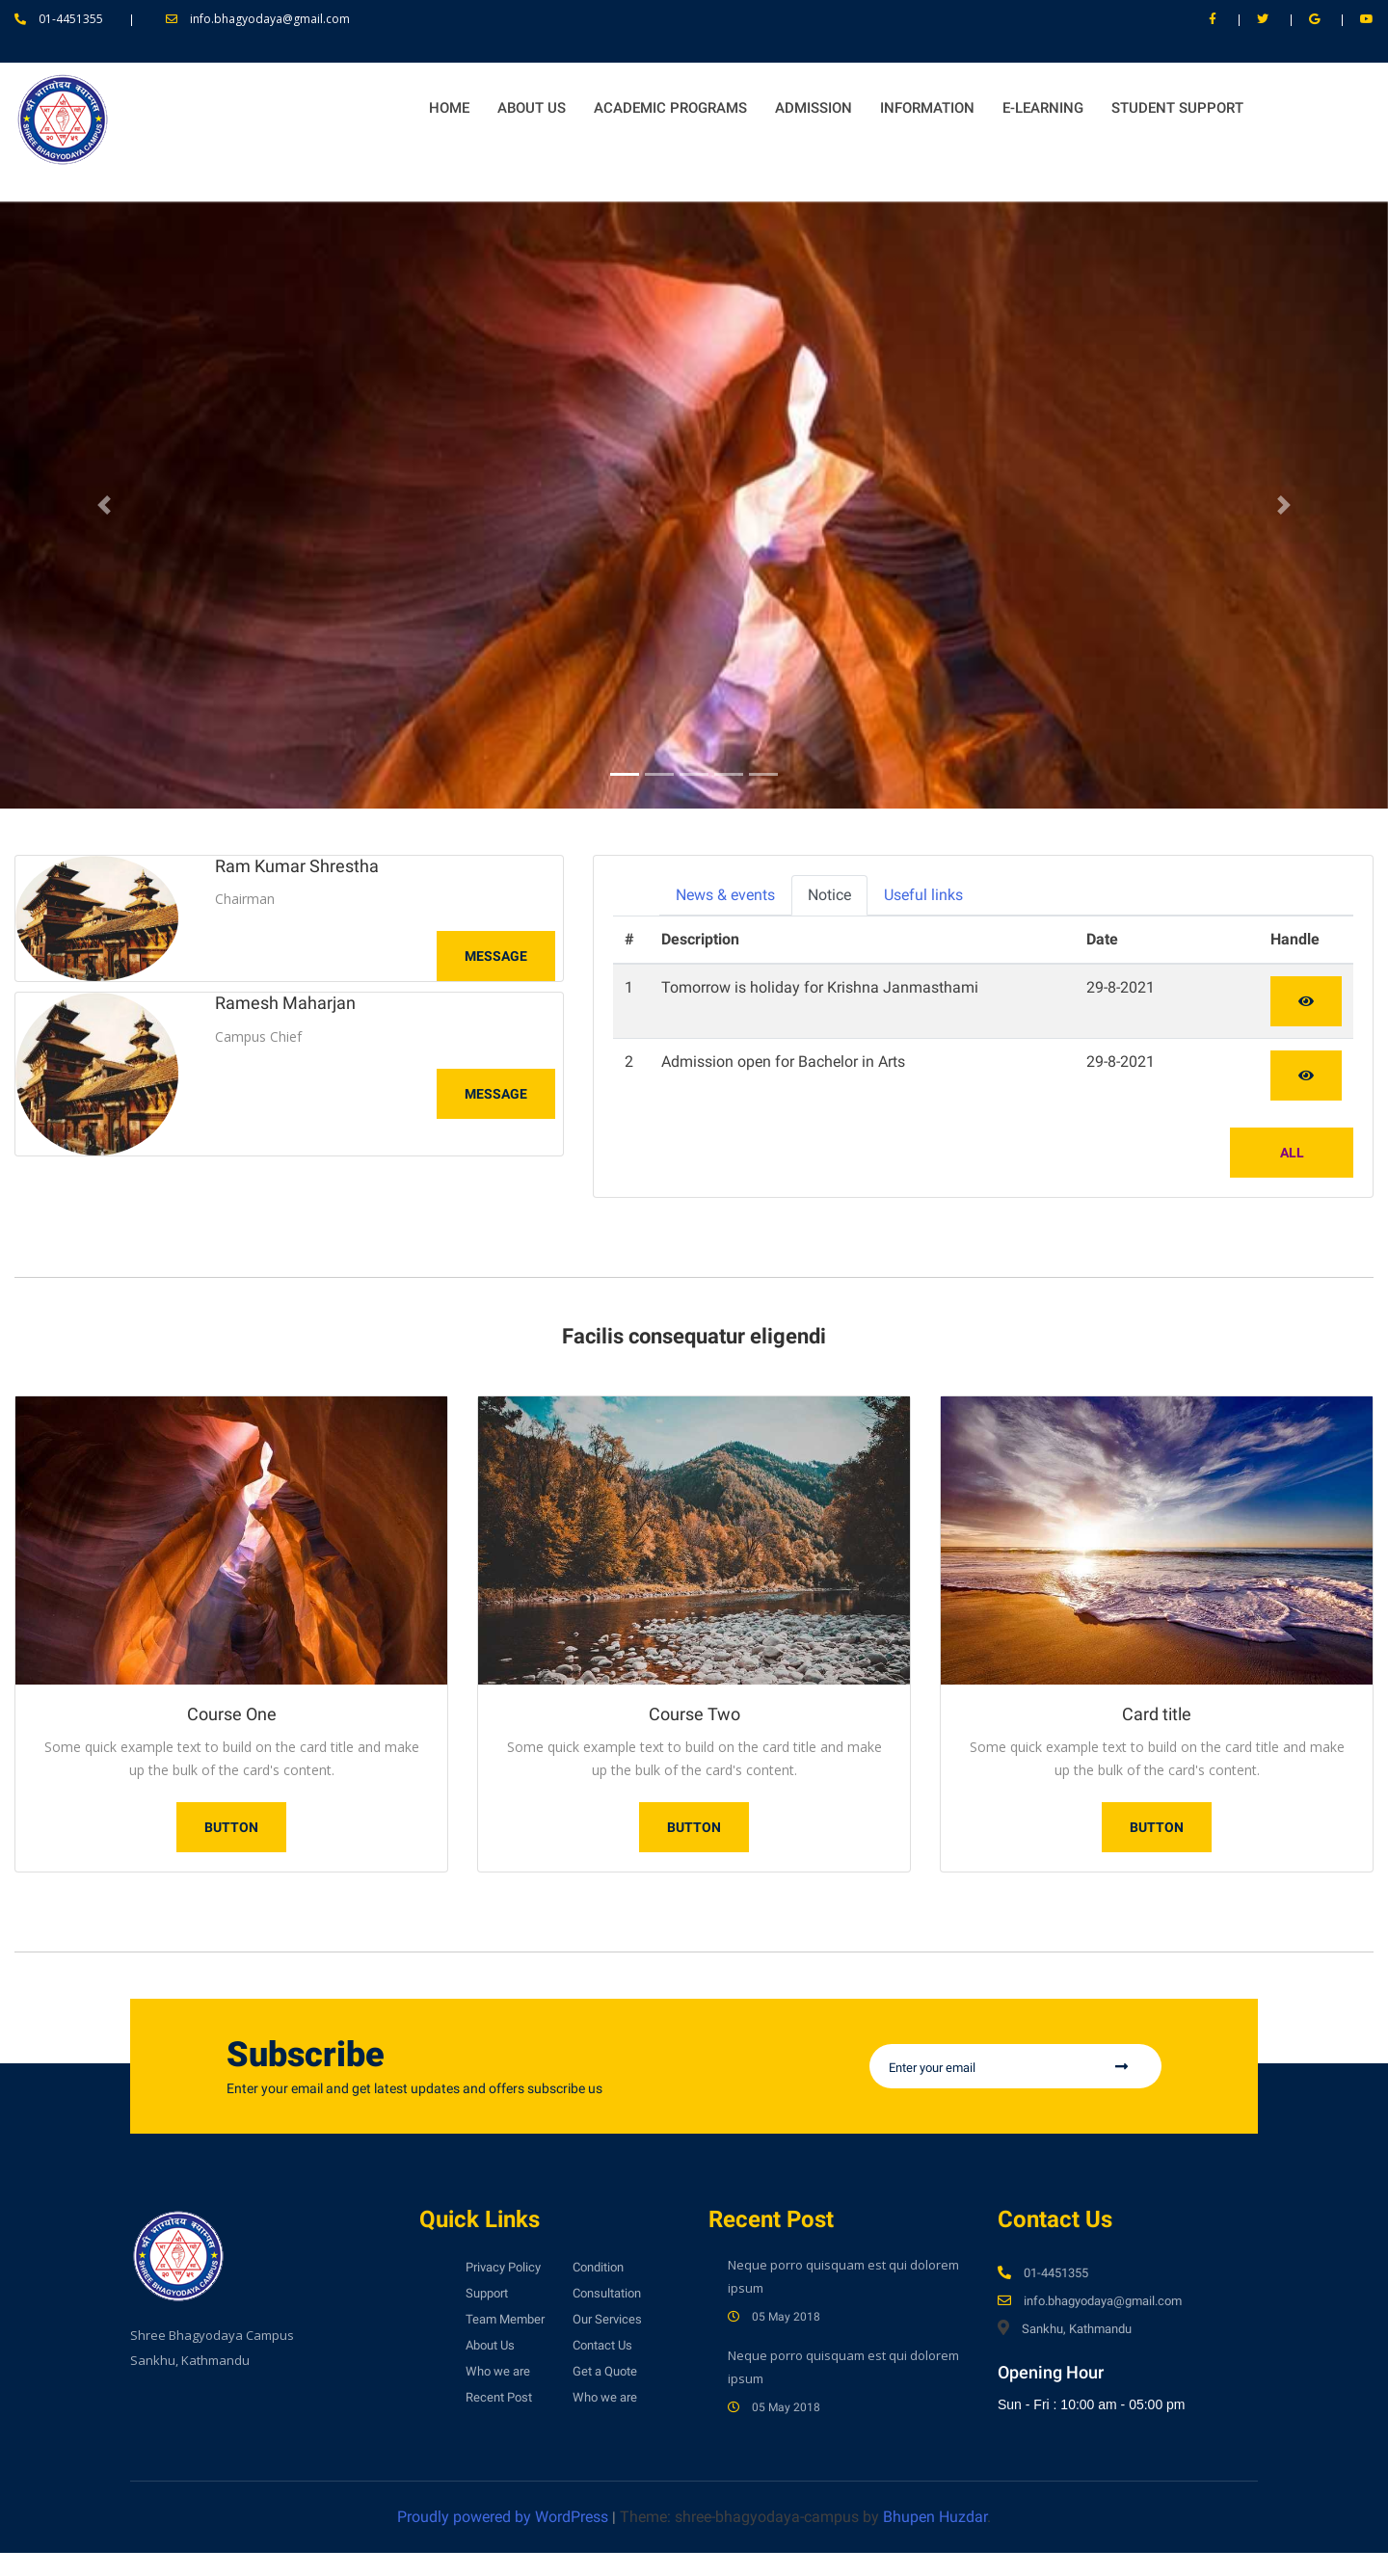 01-4451355 | info.bhagyodaya@gmail.com | | |
श्री भाग्योदय क्याम्पस
SHREE BHAGYODAYA CAMPUS
HOME ABOUT US ACADEMIC PROGRAMS ADMISSION INFORMATION E-LEARNING STUDENT SUPPORT
Ram Kumar Shrestha
Chairman
MESSAGE
Ramesh Maharjan
Campus Chief
MESSAGE
News & events Notice Useful links
# Description Date Handle
1 Tomorrow is holiday for Krishna Janmasthami 29-8-2021
2 Admission open for Bachelor in Arts 29-8-2021
ALL
Facilis consequatur eligendi
Course One
Some quick example text to build on the card title and make
up the bulk of the card's content.
BUTTON
Course Two
Some quick example text to build on the card title and make
up the bulk of the card's content.
BUTTON
Card title
Some quick example text to build on the card title and make
up the bulk of the card's content.
BUTTON
Subscribe
Enter your email and get latest updates and offers subscribe us
Enter your email
श्री भाग्योदय क्याम्पस
SHREE BHAGYODAYA CAMPUS
Shree Bhagyodaya Campus
Sankhu, Kathmandu
Quick Links
Privacy Policy
Support
Team Member
About Us
Who we are
Recent Post
Condition
Consultation
Our Services
Contact Us
Get a Quote
Who we are
Recent Post
Neque porro quisquam est qui dolorem
ipsum
05 May 2018
Neque porro quisquam est qui dolorem
ipsum
05 May 2018
Contact Us
01-4451355
info.bhagyodaya@gmail.com
Sankhu, Kathmandu
Opening Hour
Sun - Fri : 10:00 am - 05:00 pm
Proudly powered by WordPress | Theme: shree-bhagyodaya-campus by Bhupen Huzdar.